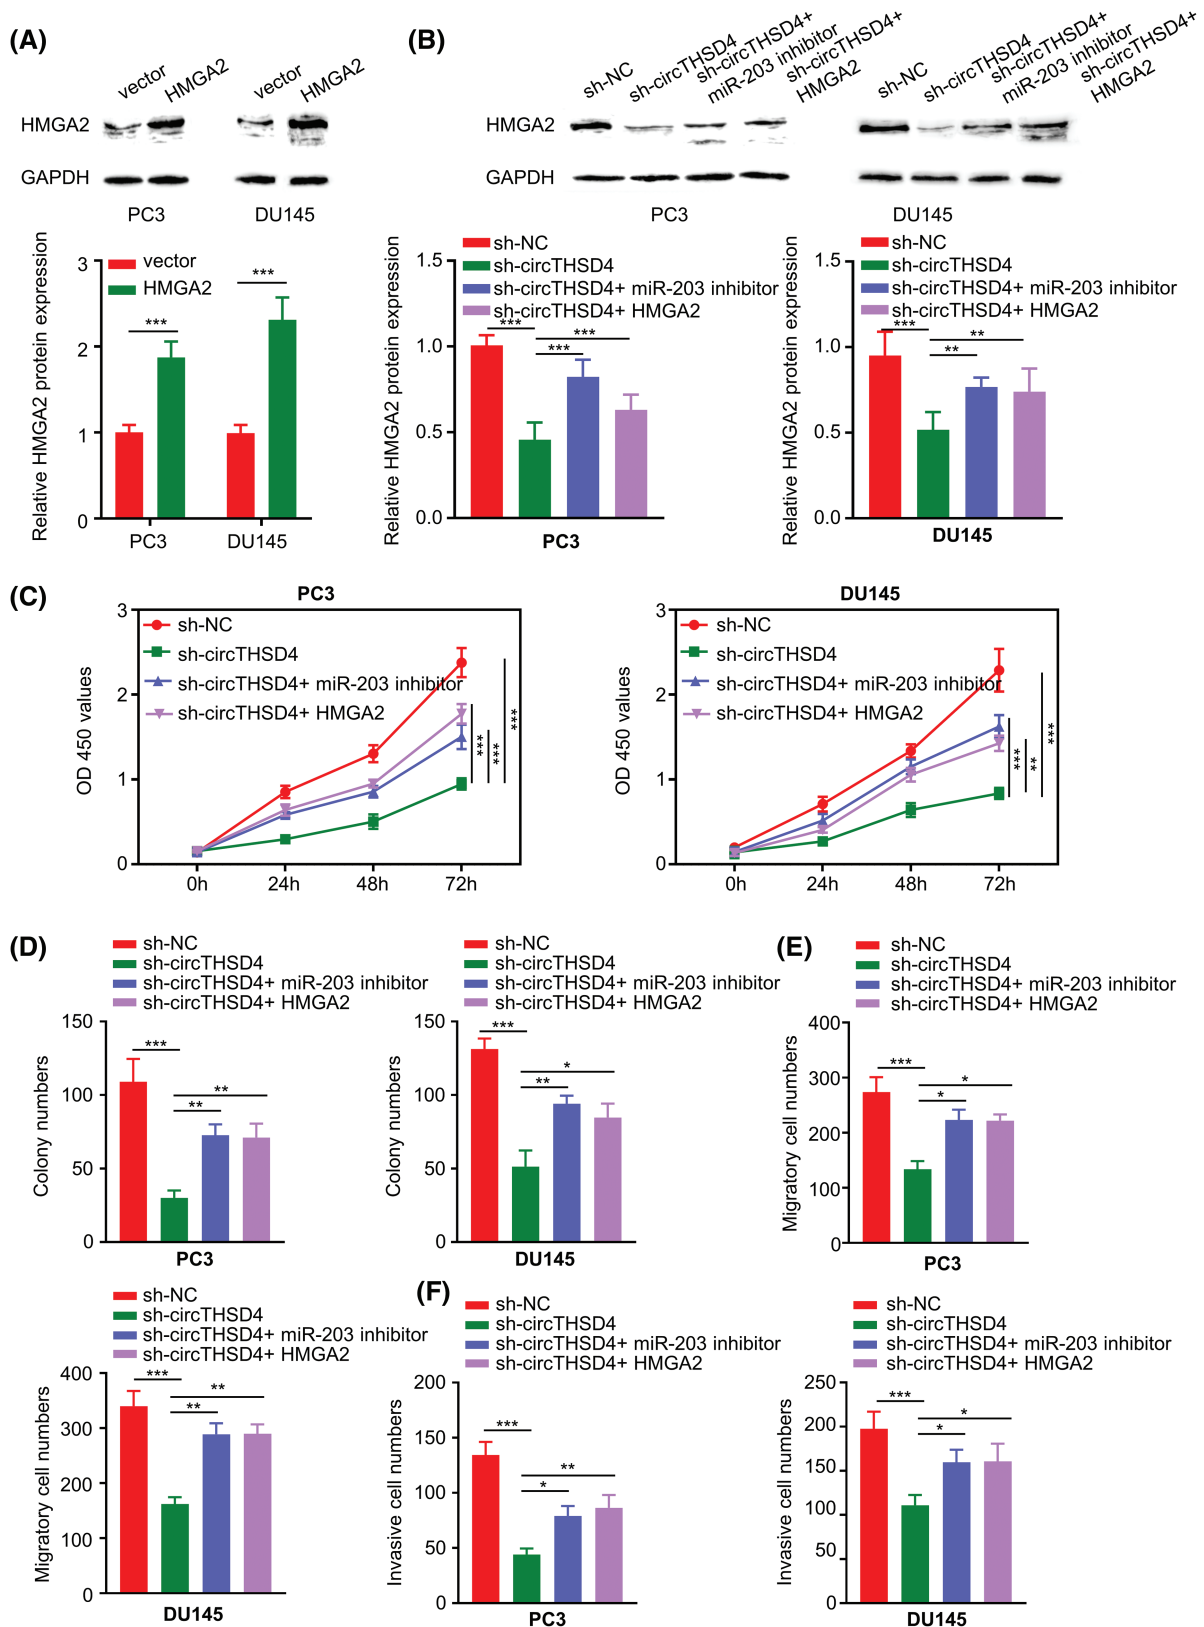 (A)
vector
HMGA2
vector
HMGA2
HMGA2
GAPDH
PC3
DU145
Relative HMGA2 protein expression
vector
HMGA2
3
2
1
0
***
***
PC3
DU145
(B)
sh-NC
sh-circTHSD4
sh-circTHSD4+
miR-203 inhibitor
sh-circTHSD4+
HMGA2
sh-NC
sh-circTHSD4
sh-circTHSD4+
miR-203 inhibitor
sh-circTHSD4+
HMGA2
HMGA2
GAPDH
PC3
DU145
Relative HMGA2 protein expression
sh-NC
sh-circTHSD4
sh-circTHSD4+ miR-203 inhibitor
sh-circTHSD4+ HMGA2
1.5
1.0
0.5
0.0
***
***
***
PC3
Relative HMGA2 protein expression
sh-NC
sh-circTHSD4
sh-circTHSD4+ miR-203 inhibitor
sh-circTHSD4+ HMGA2
1.5
1.0
0.5
0.0
***
**
**
DU145
(C)
PC3
OD 450 values
3
2
1
0
sh-NC
sh-circTHSD4
sh-circTHSD4+ miR-203 inhibitor
sh-circTHSD4+ HMGA2
***
***
***
0h
24h
48h
72h
DU145
OD 450 values
3
2
1
0
sh-NC
sh-circTHSD4
sh-circTHSD4+ miR-203 inhibitor
sh-circTHSD4+ HMGA2
***
**
***
0h
24h
48h
72h
(D)
sh-NC
sh-circTHSD4
sh-circTHSD4+ miR-203 inhibitor
sh-circTHSD4+ HMGA2
Colony numbers
150
100
50
0
***
**
**
PC3
sh-NC
sh-circTHSD4
sh-circTHSD4+ miR-203 inhibitor
sh-circTHSD4+ HMGA2
Colony numbers
150
100
50
0
***
*
**
DU145
(E)
sh-NC
sh-circTHSD4
sh-circTHSD4+ miR-203 inhibitor
sh-circTHSD4+ HMGA2
Migratory cell numbers
400
300
200
100
0
***
*
*
PC3
sh-NC
sh-circTHSD4
sh-circTHSD4+ miR-203 inhibitor
sh-circTHSD4+ HMGA2
Migratory cell numbers
400
300
200
100
0
***
**
**
DU145
(F)
sh-NC
sh-circTHSD4
sh-circTHSD4+ miR-203 inhibitor
sh-circTHSD4+ HMGA2
Invasive cell numbers
200
150
100
50
0
***
**
*
PC3
sh-NC
sh-circTHSD4
sh-circTHSD4+ miR-203 inhibitor
sh-circTHSD4+ HMGA2
Invasive cell numbers
250
200
150
100
50
0
***
*
*
DU145